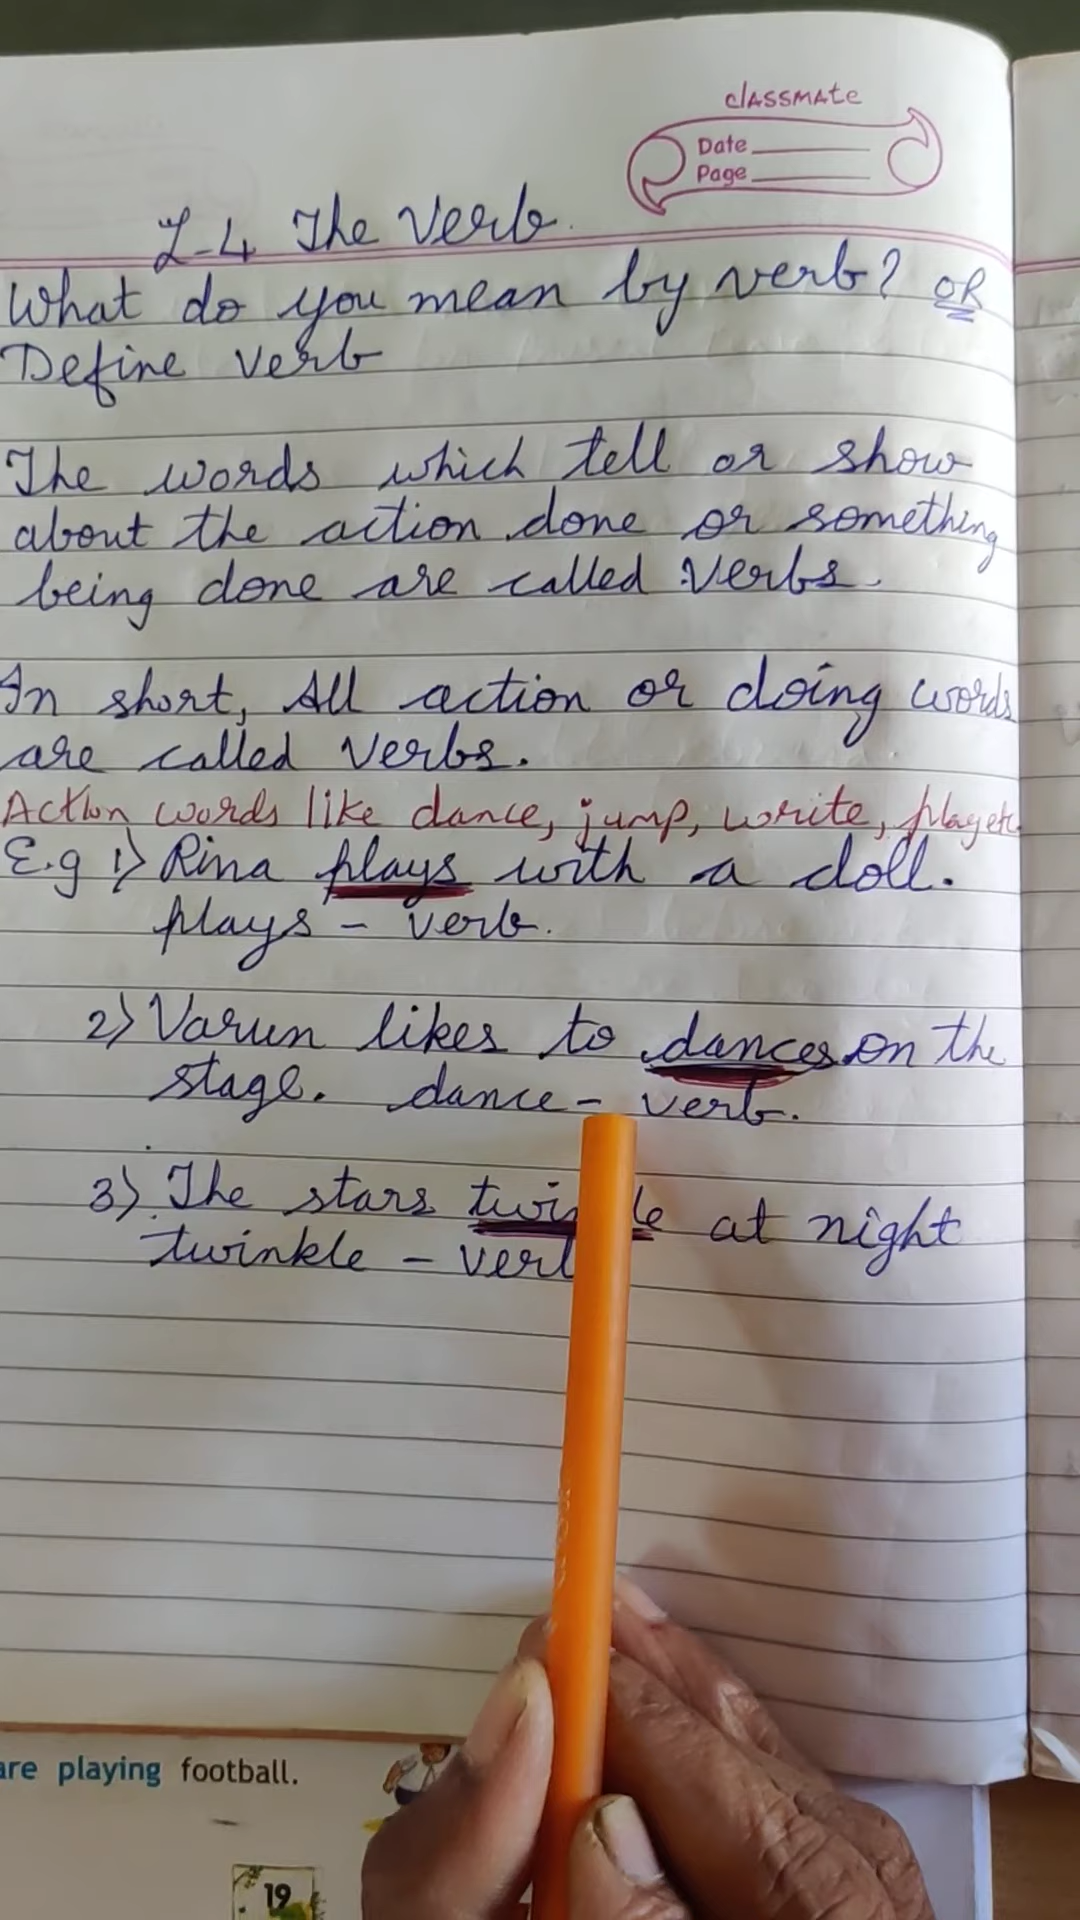 classmate
Date
Page
L-4 The Verb
What do you mean by verb? OR
Define verb
The words which tell or show
about the action done or something
being done are called verbs.
In short, All action or doing words
are called verbs.
Action words like dance, jump, write, play etc
E.g 1) Rina plays with a doll.
plays - verb.
2) Varun likes to dances on the
stage. dance - verb.
3) The stars twinkle at night
twinkle - verb
are playing football.
19